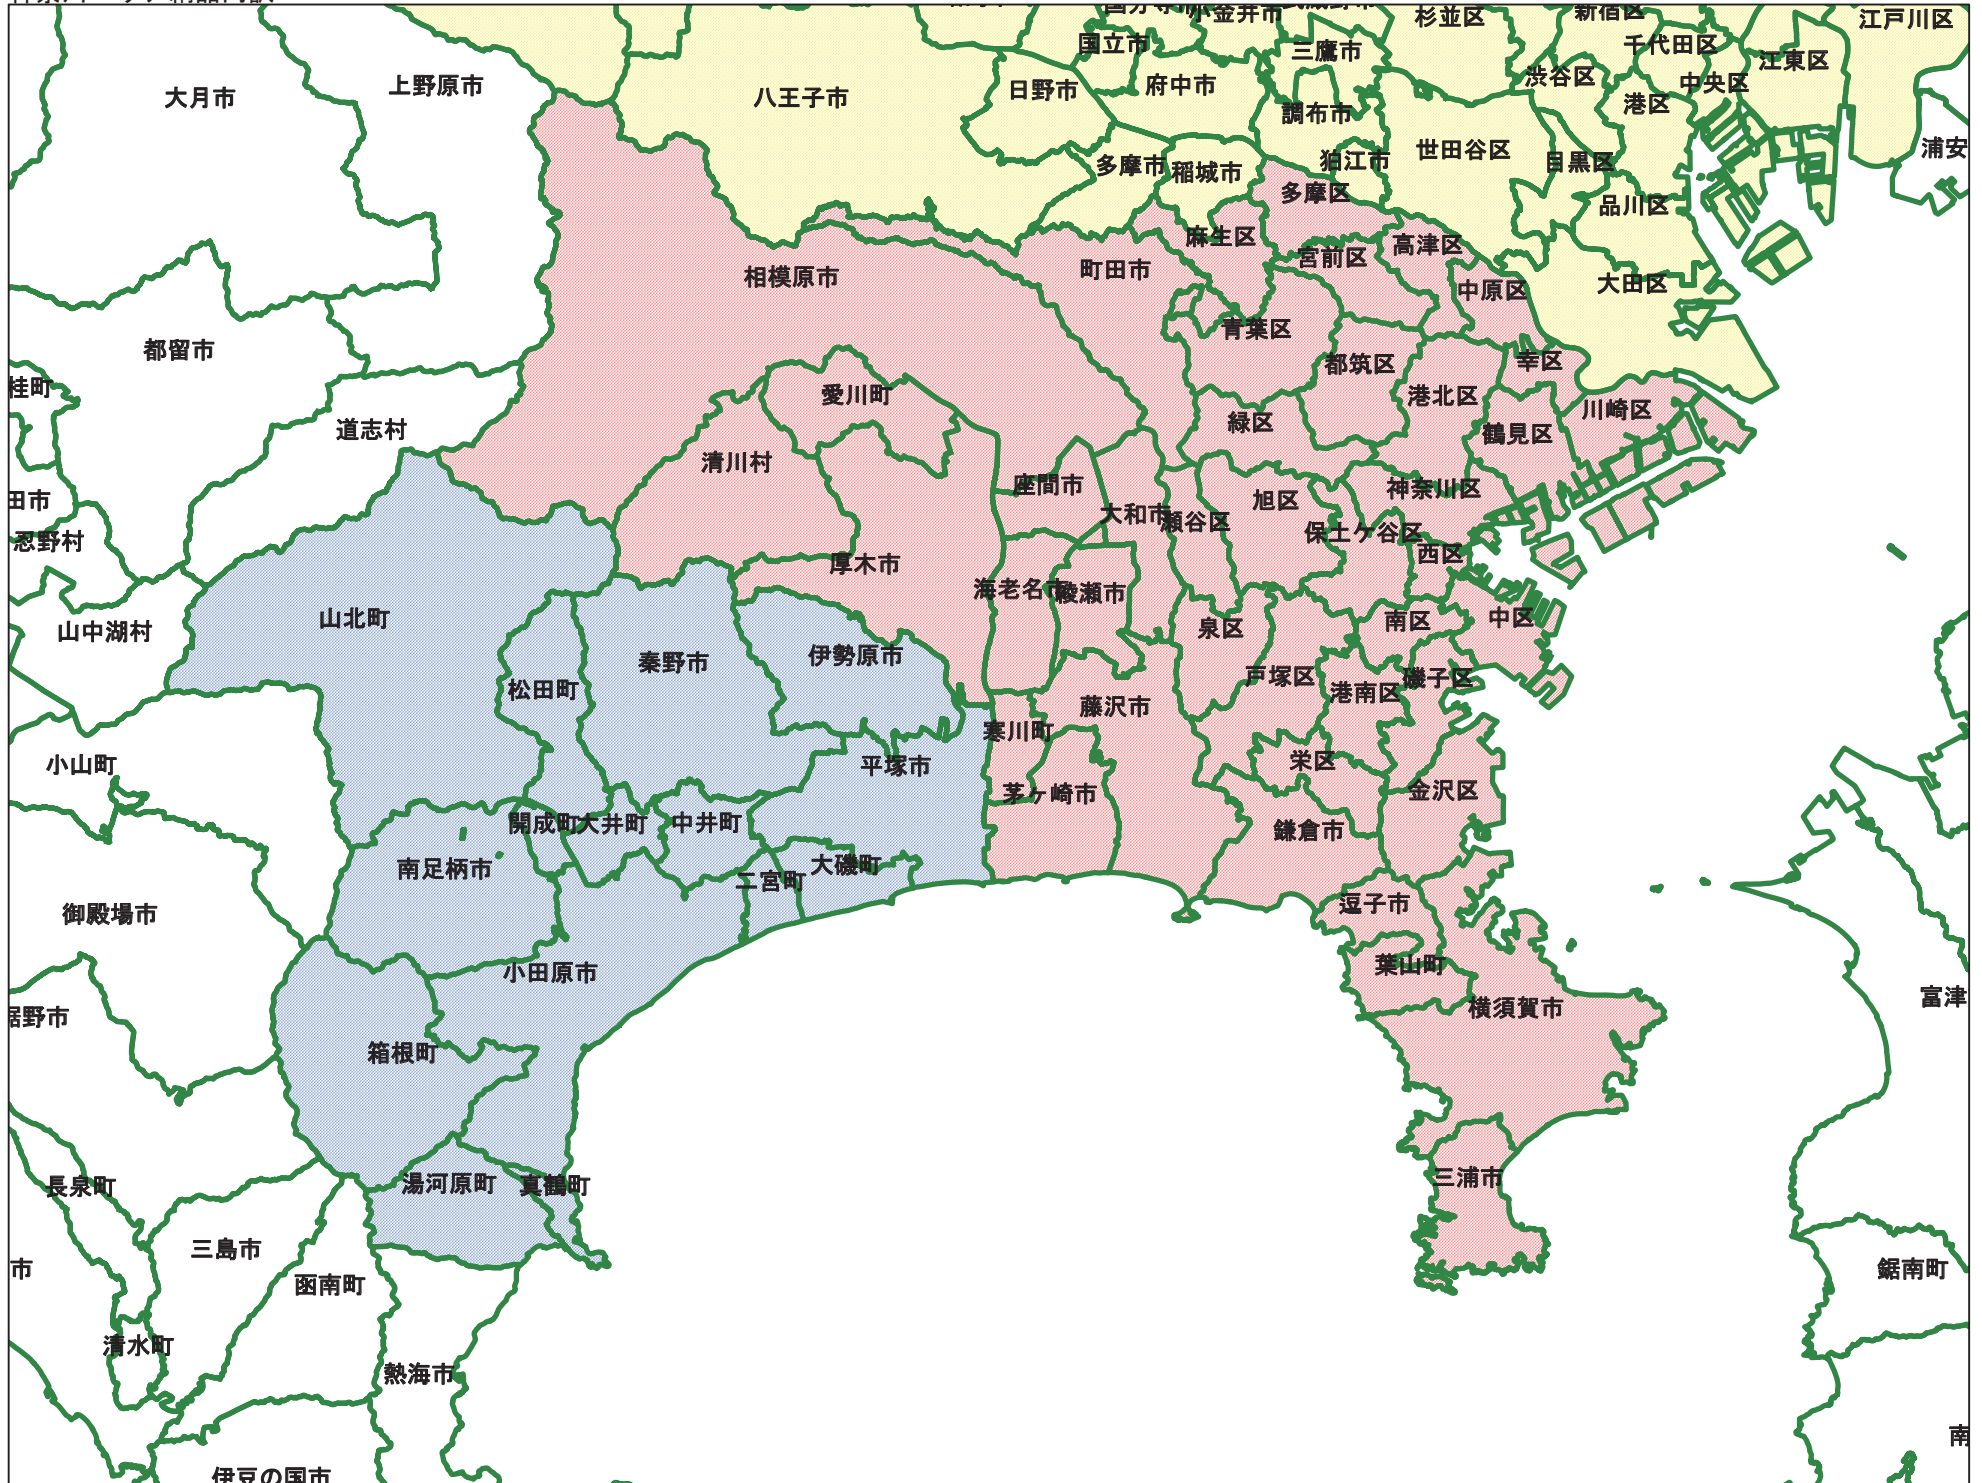 小金井市
杉並区
新宿区
江戸川区
国立市
三鷹市
千代田区
江東区
大月市
上野原市
八王子市
日野市
府中市
渋谷区
中央区
港区
調布市
浦安
世田谷区
目黒区
多摩市
稲城市
狛江市
多摩区
品川区
麻生区
高津区
宮前区
相模原市
町田市
中原区
大田区
都留市
青葉区
都筑区
幸区
桂町
愛川町
港北区
川崎区
道志村
緑区
鶴見区
清川村
座間市
旭区
神奈川区
田市
大和市
瀬谷区
保土ケ谷区
忍野村
西区
厚木市
海老名市
綾瀬市
山北町
中区
南区
山中湖村
泉区
秦野市
伊勢原市
松田町
戸塚区
磯子区
港南区
藤沢市
寒川町
小山町
平塚市
栄区
茅ヶ崎市
金沢区
開成町
大井町
中井町
鎌倉市
南足柄市
大磯町
二宮町
御殿場市
逗子市
小田原市
葉山町
富津
裾野市
横須賀市
箱根町
長泉町
湯河原町
真鶴町
三浦市
三島市
市
函南町
鋸南町
清水町
熱海市
南
伊豆の国市